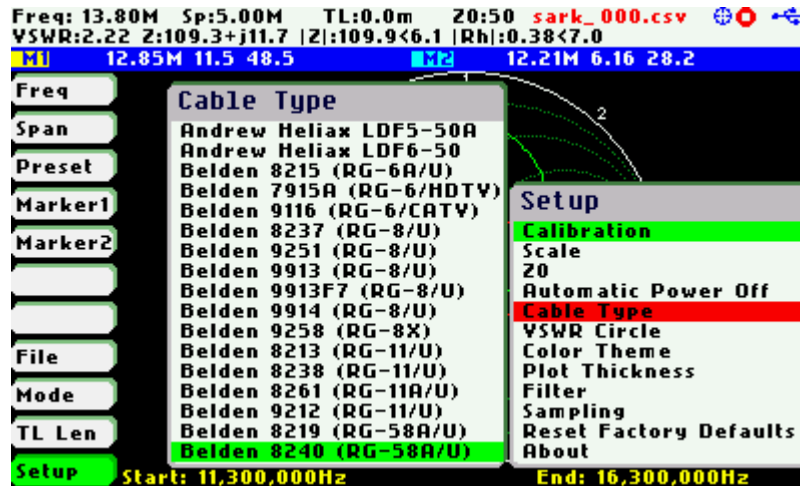 Freq: 13.80M Sp:5.00M TL:0.0m Z0:50 sark_000.csv
VSWR:2.22 Z:109.3+j11.7 |Z|:109.9<6.1 |Rh|:0.38<7.0
M1 12.85M 11.5 48.5 M2 12.21M 6.16 28.2
Freq
Span
Preset
Marker1
Marker2
File
Mode
TL Len
Setup
1
2
Cable Type
Andrew Heliax LDF5-50A
Andrew Heliax LDF6-50
Belden 8215 (RG-6A/U)
Belden 7915A (RG-6/HDTV)
Belden 9116 (RG-6/CATV)
Belden 8237 (RG-8/U)
Belden 9251 (RG-8/U)
Belden 9913 (RG-8/U)
Belden 9913F7 (RG-8/U)
Belden 9914 (RG-8/U)
Belden 9258 (RG-8X)
Belden 8213 (RG-11/U)
Belden 8238 (RG-11/U)
Belden 8261 (RG-11A/U)
Belden 9212 (RG-11/U)
Belden 8219 (RG-58A/U)
Belden 8240 (RG-58A/U)
Setup
Calibration
Scale
Z0
Automatic Power Off
Cable Type
VSWR Circle
Color Theme
Plot Thickness
Filter
Sampling
Reset Factory Defaults
About
Start: 11,300,000Hz End: 16,300,000Hz